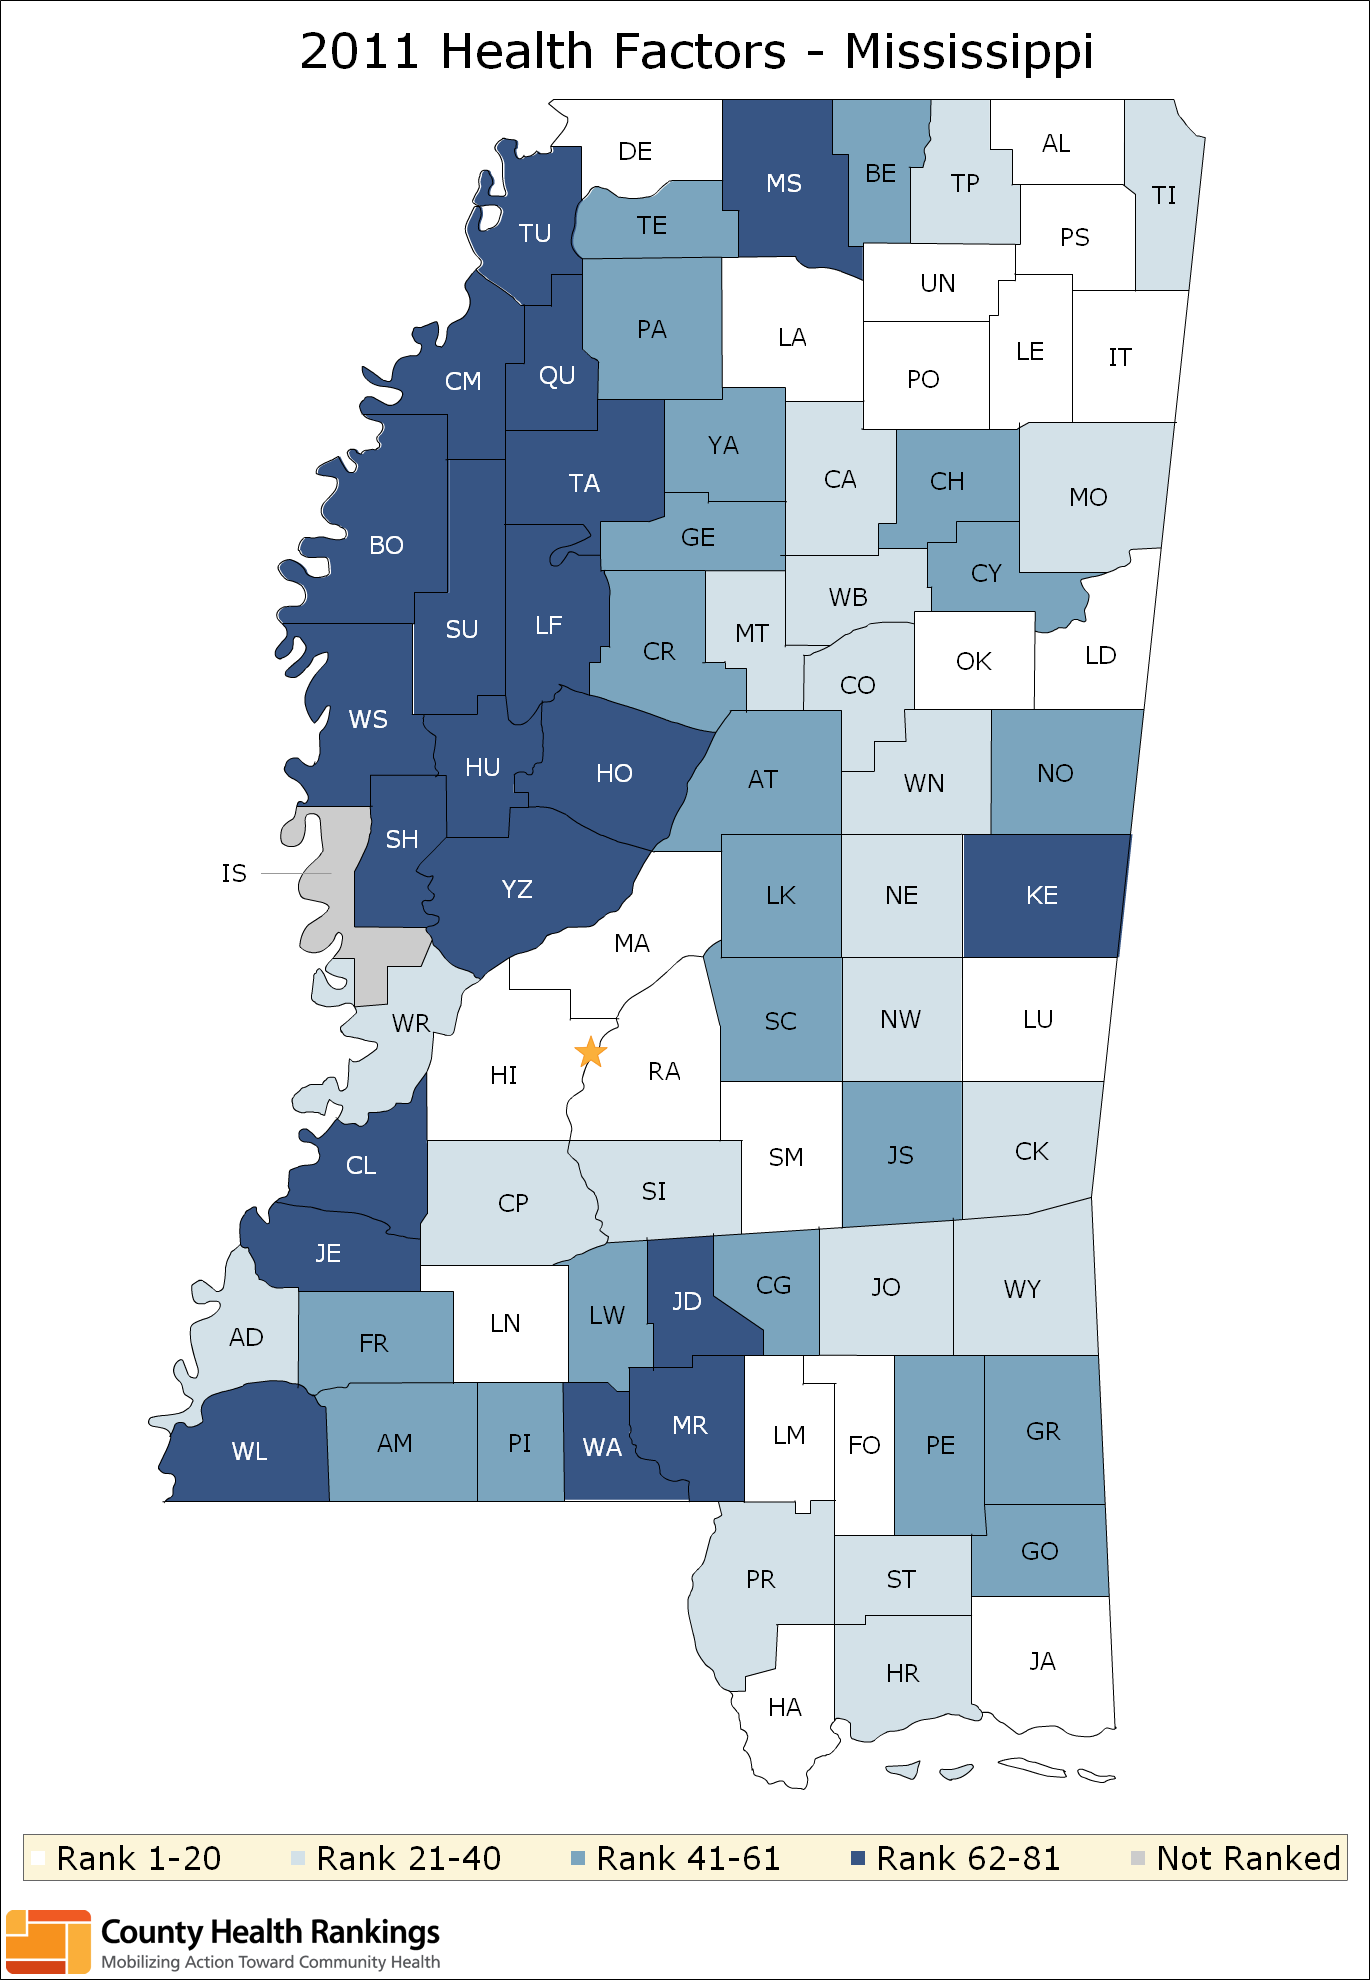 2011 Health Factors - Mississippi
DE
MS
BE
TP
AL
TI
TU
TE
PS
UN
PA
LA
LE
IT
CM
QU
PO
YA
TA
CA
CH
MO
BO
GE
CY
SU
LF
WB
MT
CR
OK
LD
CO
WS
HU
HO
AT
WN
NO
SH
IS
YZ
LK
NE
KE
MA
WR
SC
NW
LU
HI
RA
SM
JS
CK
CL
CP
SI
JE
JD
CG
JO
WY
AD
FR
LN
LW
WL
AM
PI
WA
MR
LM
FO
PE
GR
GO
PR
ST
JA
HR
HA
Rank 1-20
Rank 21-40
Rank 41-61
Rank 62-81
Not Ranked
County Health Rankings
Mobilizing Action Toward Community Health